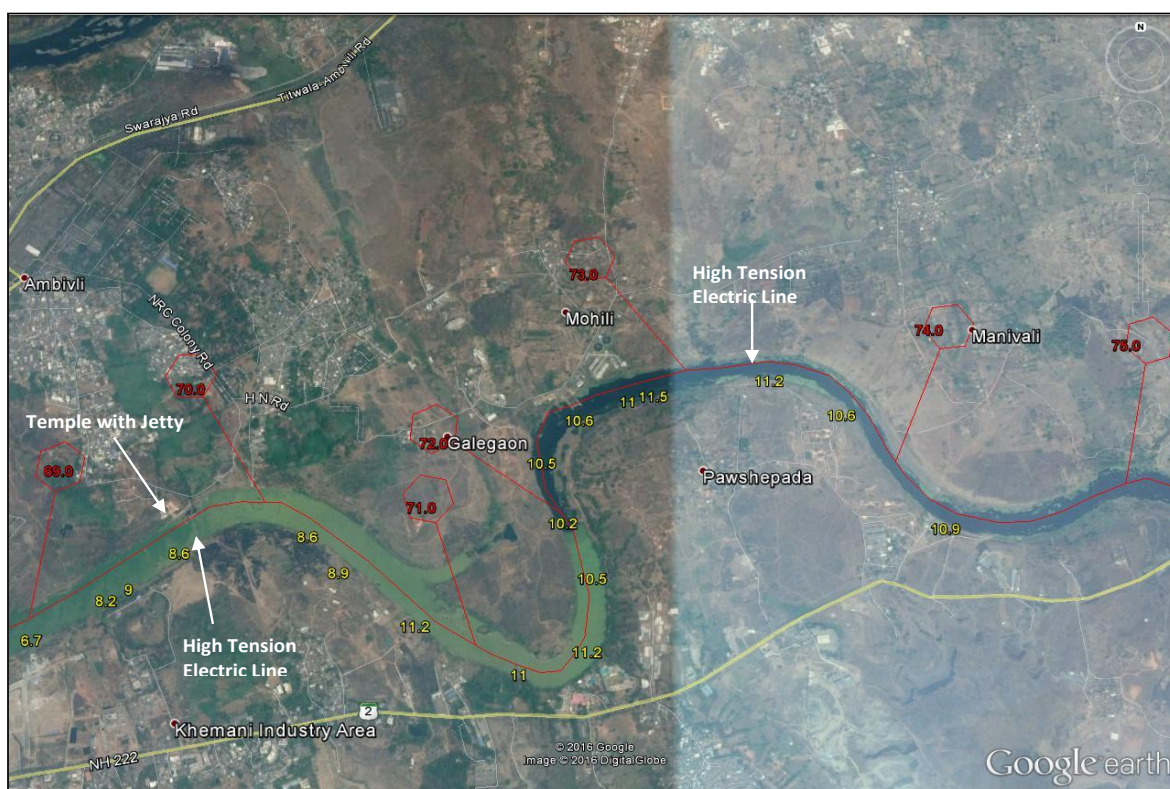 N
Titwala-Ambivli Rd
Swarajya Rd
73.0
High Tension
Electric Line
Ambivli
NRC Colony Rd
Mohili
74.0
Manivali
75.0
70.0
11.2
H N Rd
11
11.5
10.6
10.6
Temple with Jetty
72.0
Galegaon
69.0
10.5
Pawshepada
71.0
10.2
10.9
8.6
8.6
8.9
10.5
9
8.2
11.2
6.7
High Tension
Electric Line
11.2
11
2
Khemani Industry Area
NH 222
© 2016 Google
Image © 2016 DigitalGlobe
Google earth